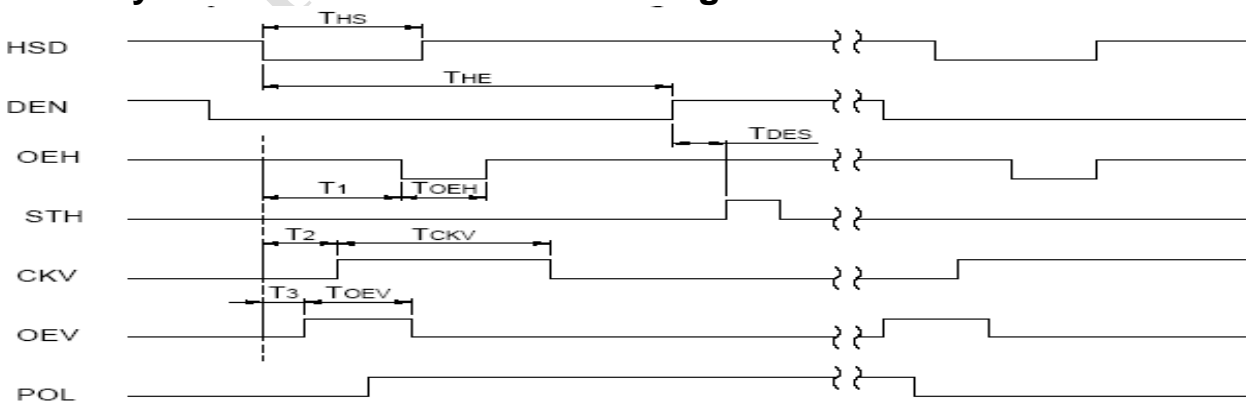 THS
HSD
THE
DEN
TDES
OEH
T1 TOEH
STH
T2 TCKV
CKV
T3 TOEV
OEV
POL